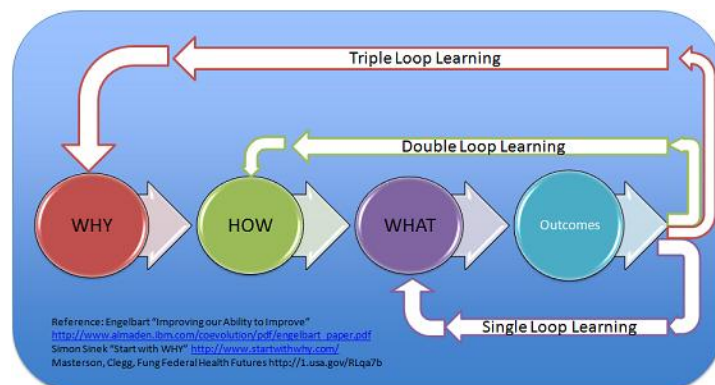 Triple Loop Learning
Double Loop Learning
WHY
HOW
WHAT
Outcomes
Single Loop Learning
Reference: Engelbart "Improving our Ability to Improve"
http://www.almaden.ibm.com/coevolution/pdf/engelbart_paper.pdf
Simon Sinek "Start with WHY" http://www.startwithwhy.com/
Masterson, Clegg, Fung Federal Health Futures http://1.usa.gov/RLqa7b